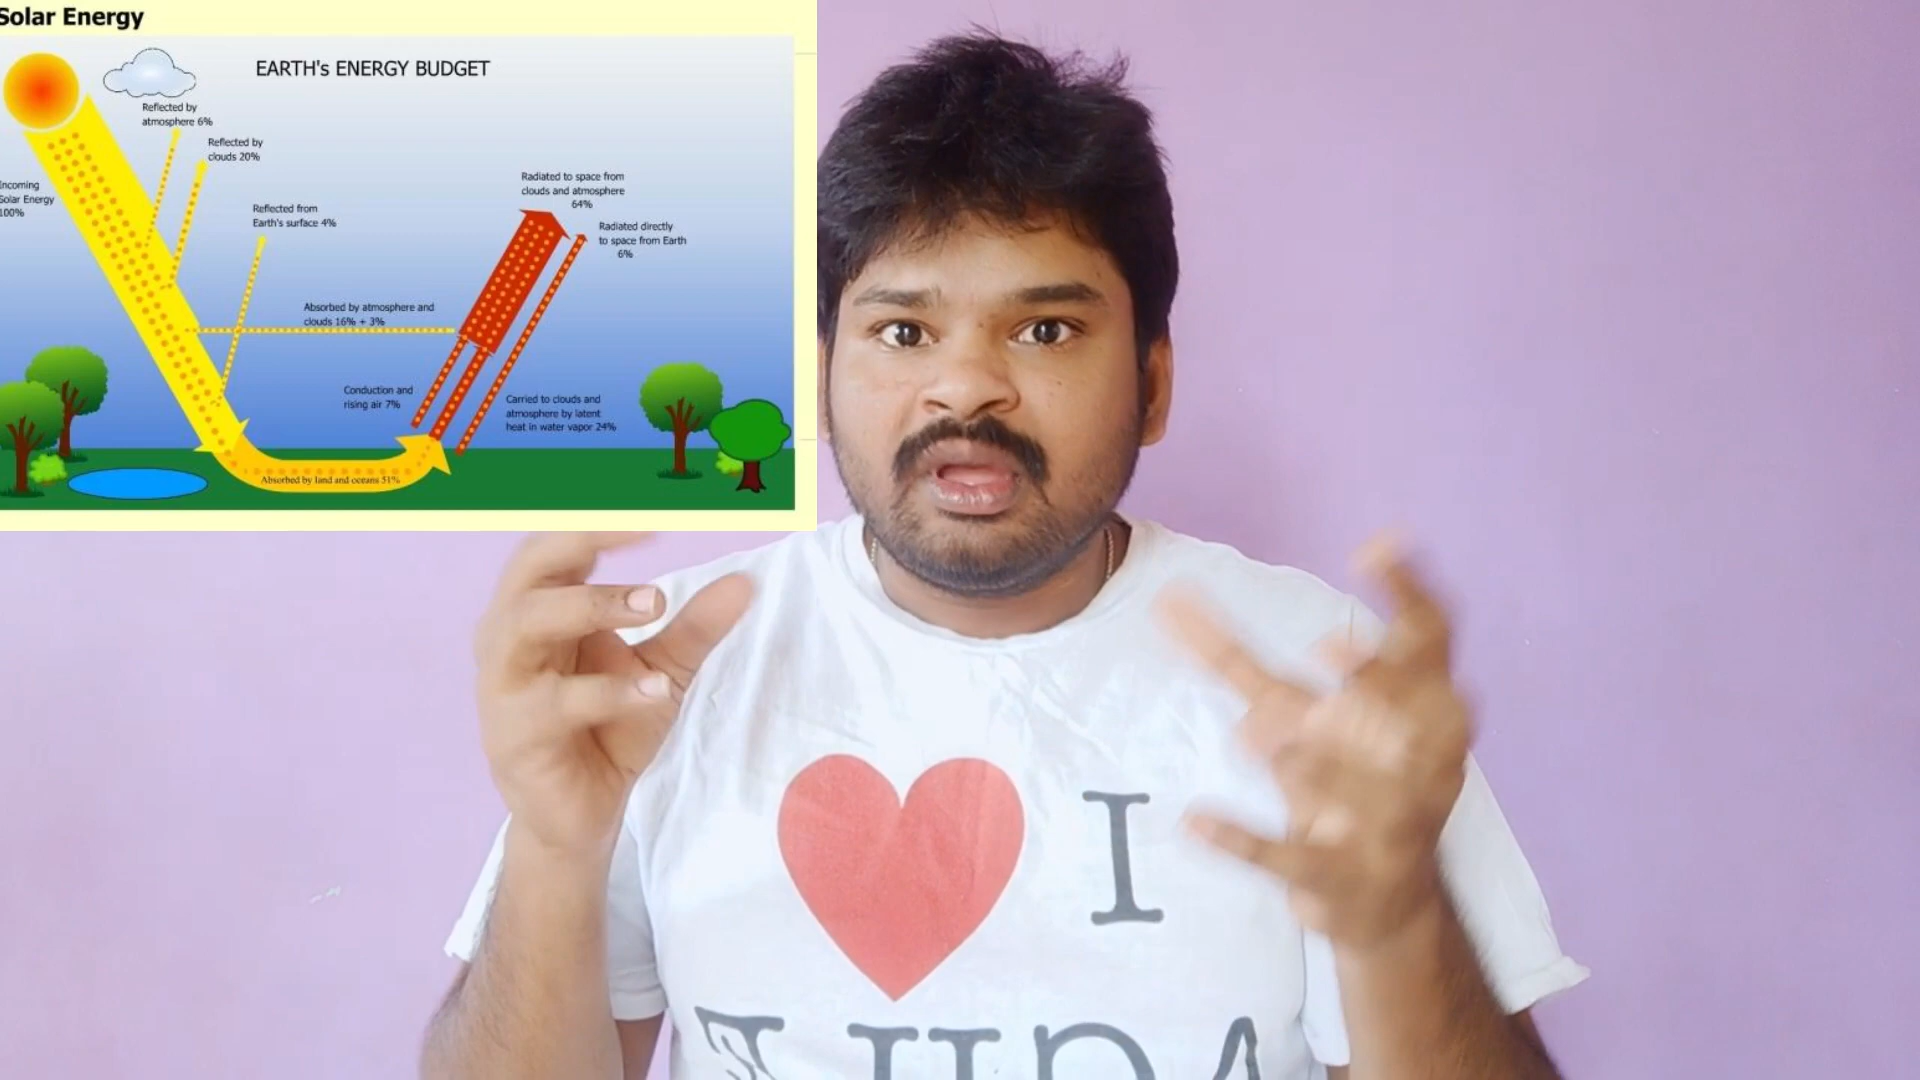 Solar Energy
EARTH's ENERGY BUDGET
Reflected by
atmosphere 6%
Reflected by
clouds 20%
Incoming
Solar Energy
100%
Reflected from
Earth's surface 4%
Radiated to space from
clouds and atmosphere
64%
Radiated directly
to space from Earth
6%
Absorbed by atmosphere and
clouds 16% + 3%
Conduction and
rising air 7%
Carried to clouds and
atmosphere by latent
heat in water vapor 24%
Absorbed by land and oceans 51%
I